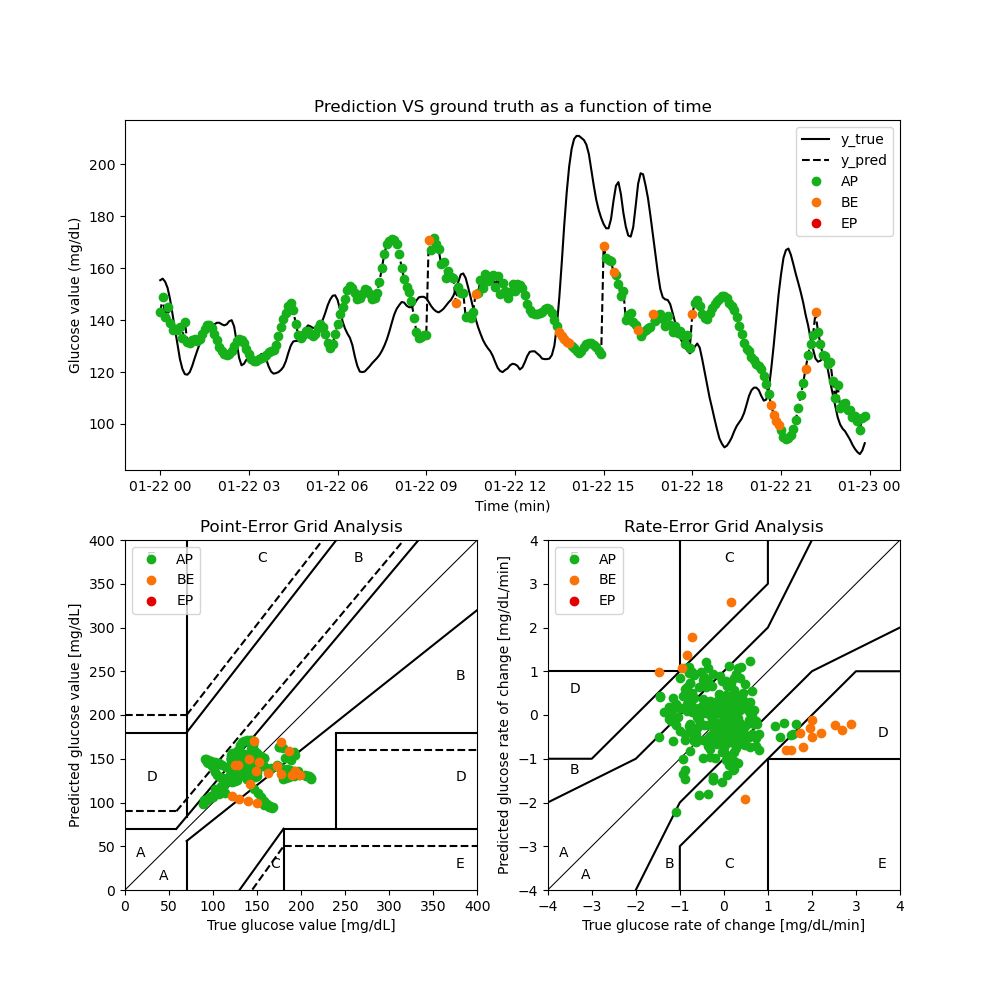 Prediction VS ground truth as a function of time
Glucose value (mg/dL)
200
180
160
140
120
100
y_true
y_pred
AP
BE
EP
01-22 00 01-22 03 01-22 06 01-22 09 01-22 12 01-22 15 01-22 18 01-22 21 01-23 00
Time (min)
Point-Error Grid Analysis
Predicted glucose value [mg/dL]
400
350
300
250
200
150
100
50
0
AP
BE
EP
C
B
B
D
D
A
A
C
E
0 50 100 150 200 250 300 350 400
True glucose value [mg/dL]
Rate-Error Grid Analysis
Predicted glucose rate of change [mg/dL/min]
4
3
2
1
0
−1
−2
−3
−4
AP
BE
EP
C
D
D
B
A
A
B
C
E
−4 −3 −2 −1 0 1 2 3 4
True glucose rate of change [mg/dL/min]